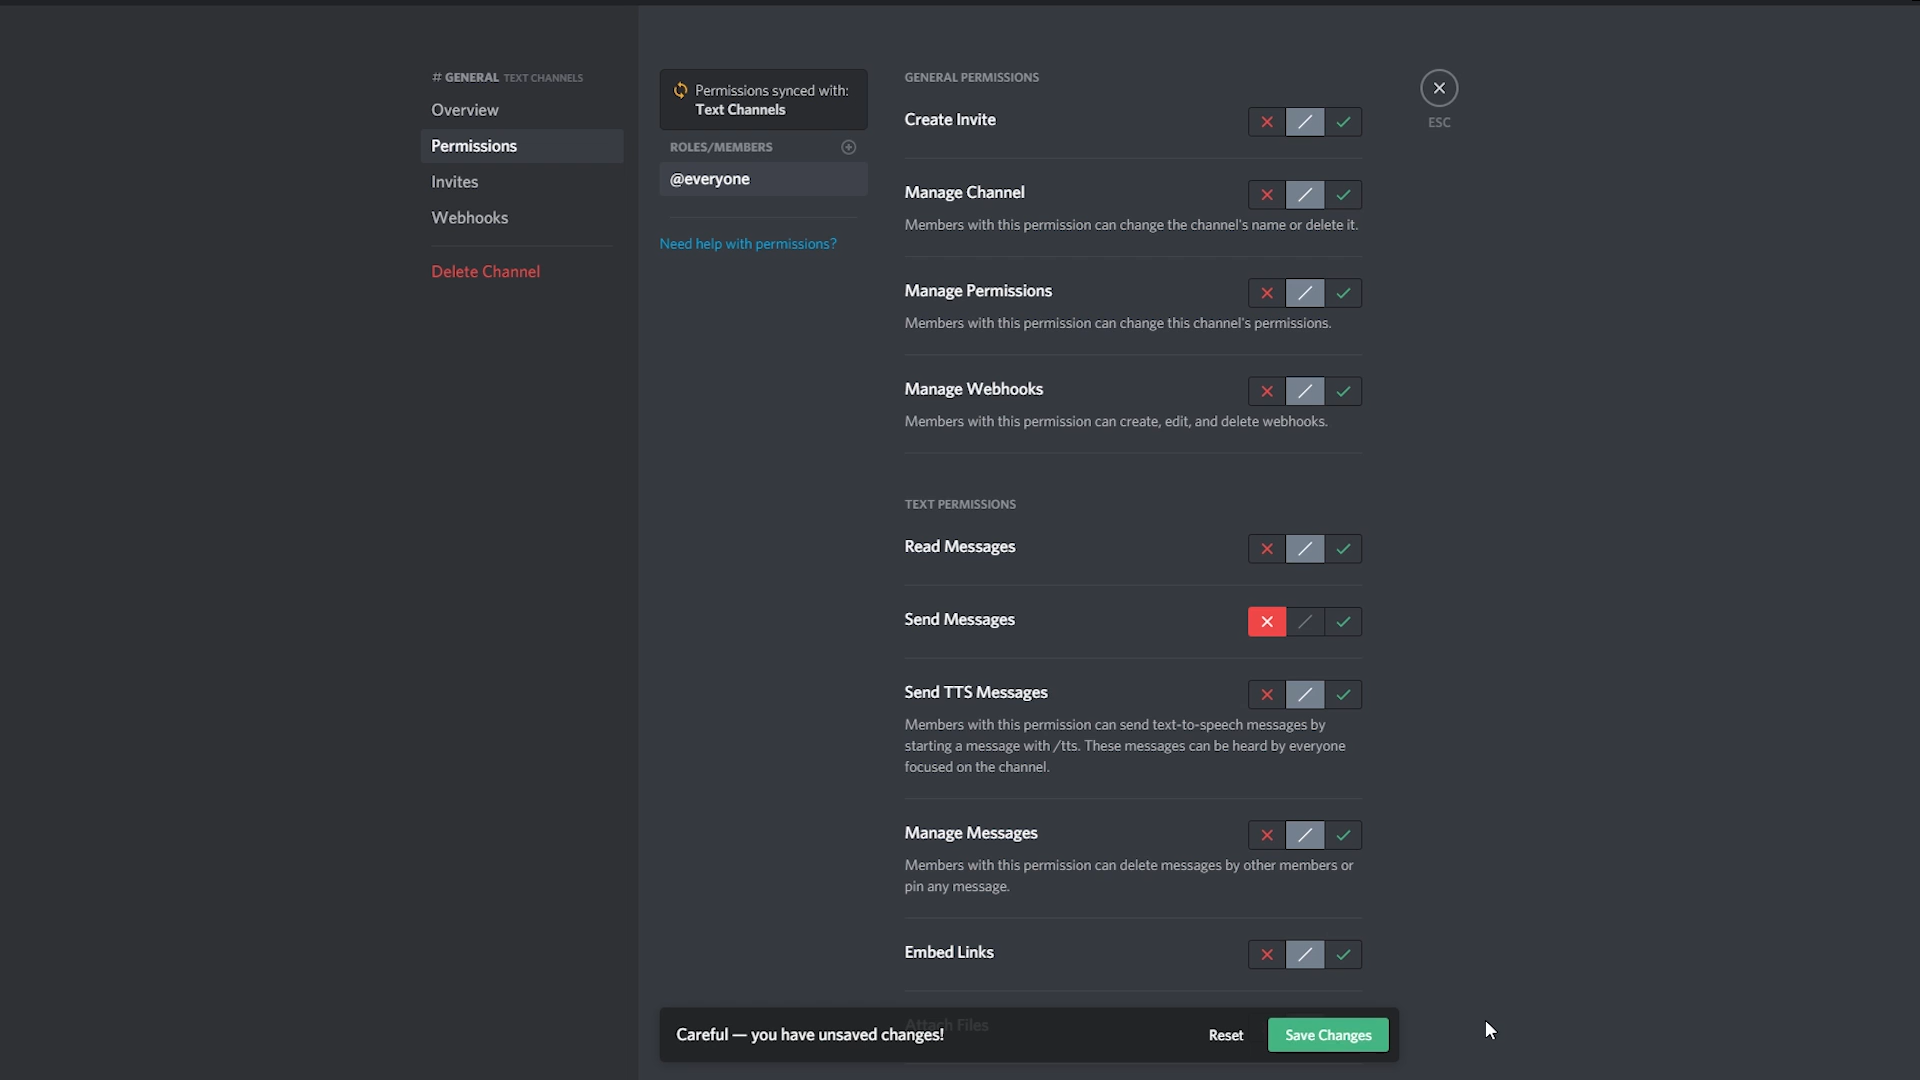 # GENERAL TEXT CHANNELS
Overview
Permissions
Invites
Webhooks
Delete Channel
Permissions synced with:
Text Channels
ROLES/MEMBERS
@everyone
Need help with permissions?
GENERAL PERMISSIONS
Create Invite
Manage Channel
Members with this permission can change the channel's name or delete it.
Manage Permissions
Members with this permission can change this channel's permissions.
Manage Webhooks
Members with this permission can create, edit, and delete webhooks.
TEXT PERMISSIONS
Read Messages
Send Messages
Send TTS Messages
Members with this permission can send text-to-speech messages by
starting a message with /tts. These messages can be heard by everyone
focused on the channel.
Manage Messages
Members with this permission can delete messages by other members or
pin any message.
Embed Links
Attach Files
Careful — you have unsaved changes!
Reset
Save Changes
ESC